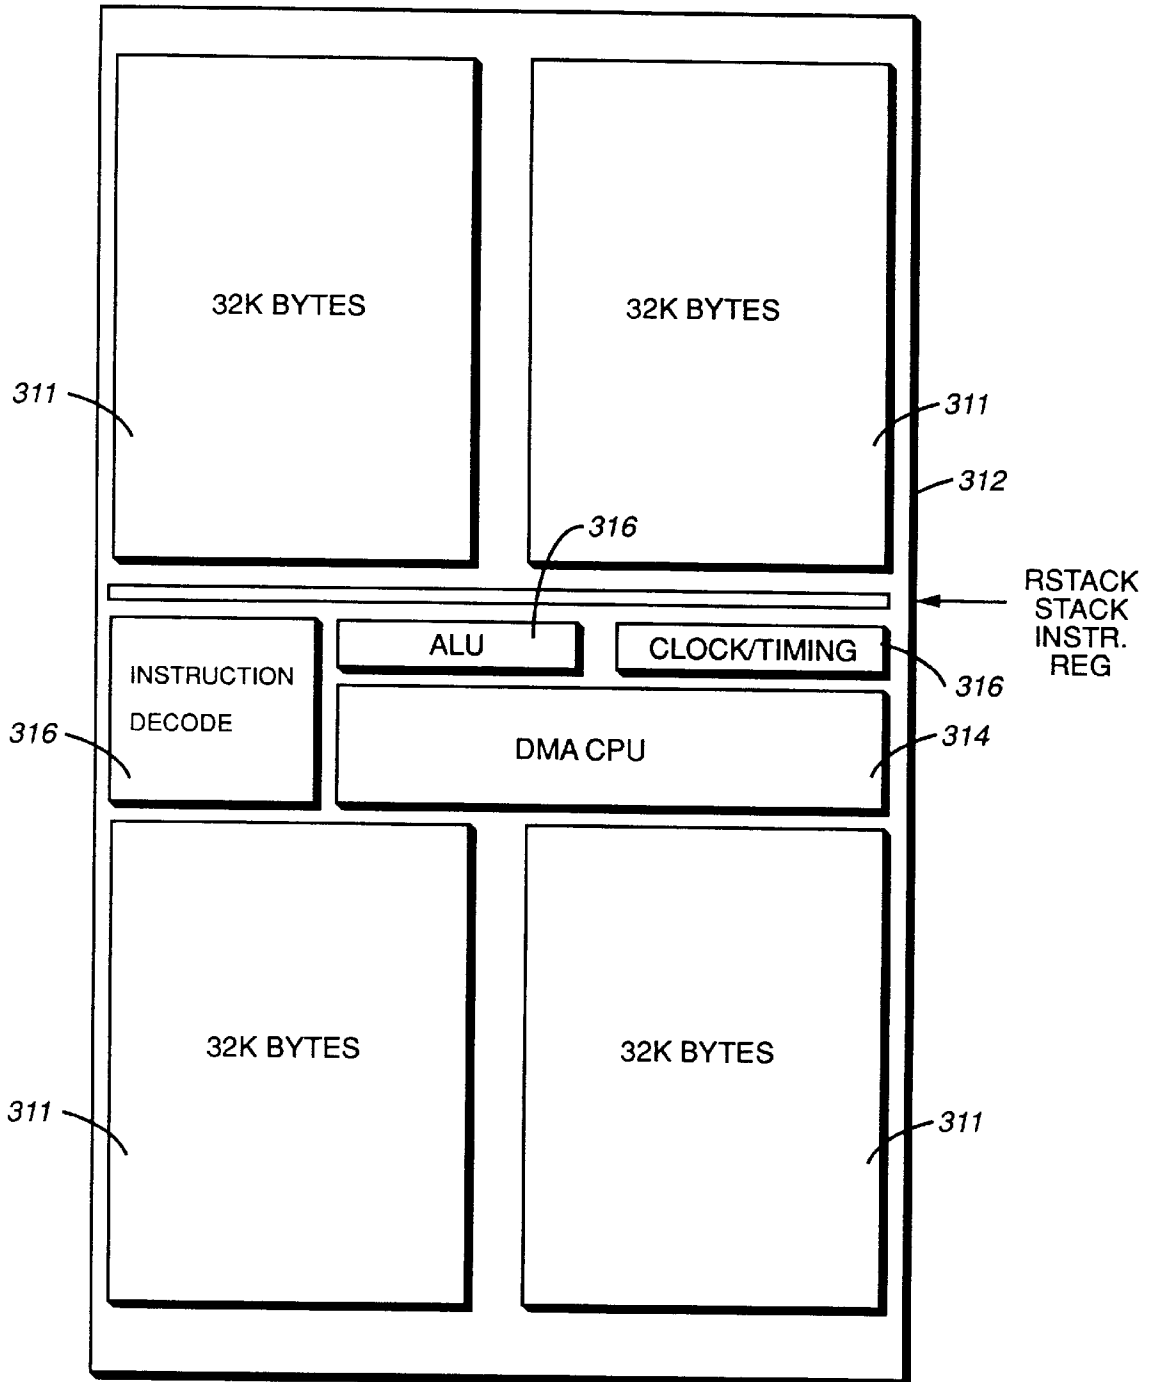 32K BYTES
32K BYTES
311
311
312
316
RSTACK
STACK
INSTR.
REG
ALU
CLOCK/TIMING
INSTRUCTION
DECODE
316
316
DMA CPU
314
32K BYTES
32K BYTES
311
311